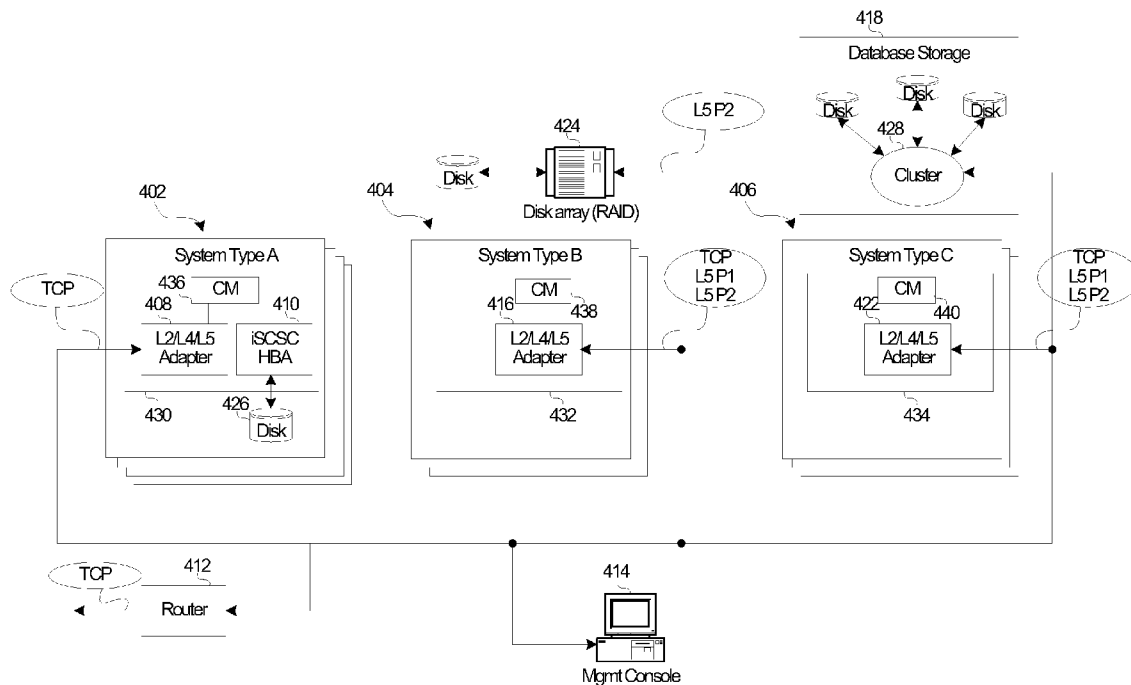 418
Database Storage
Disk
Disk
Disk
428
Cluster
L5 P2
424
Disk
Disk array (RAID)
402
404
406
System Type A
436
CM
408
410
L2/L4/L5
Adapter
iSCSC
HBA
430
426
Disk
TCP
System Type B
CM
416
438
L2/L4/L5
Adapter
432
TCP
L5 P1
L5 P2
System Type C
CM
422
440
L2/L4/L5
Adapter
434
TCP
L5 P1
L5 P2
TCP
412
Router
414
Mgmt Console